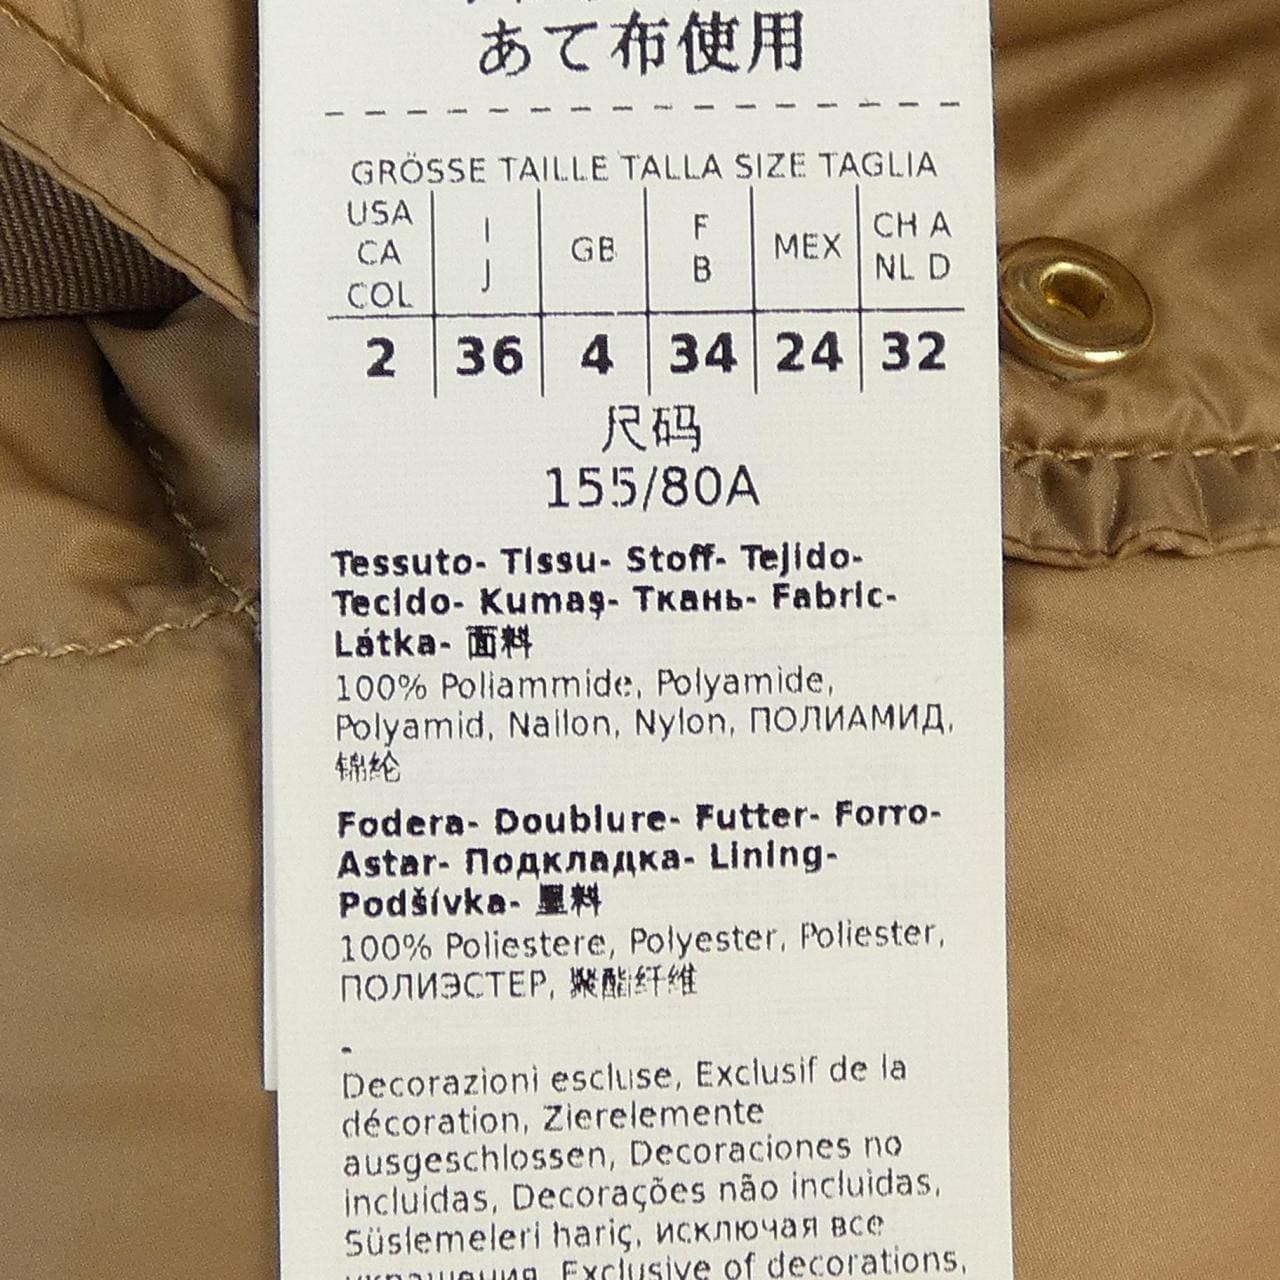 あて布使用
GRÖSSE TAILLE TALLA SIZE TAGLIA
USA CA COL | I J | GB | F B | MEX | CH A NL D
2 | 36 | 4 | 34 | 24 | 32
尺码
155/80A
Tessuto- Tissu- Stoff- Tejido-
Tecido- Kumaş- Ткань- Fabric-
Látka- 面料
100% Poliammide, Polyamide,
Polyamid, Nailon, Nylon, ПОЛИАМИД,
锦纶
Fodera- Doublure- Futter- Forro-
Astar- Подкладка- Lining-
Podšívka- 里料
100% Poliestere, Polyester, Poliester,
ПОЛИЭСТЕР, 聚酯纤维
-
Decorazioni escluse, Exclusif de la
décoration, Zierelemente
ausgeschlossen, Decoraciones no
incluidas, Decorações não incluidas,
Süslemeleri hariç, исключая все
украшения, Exclusive of decorations,